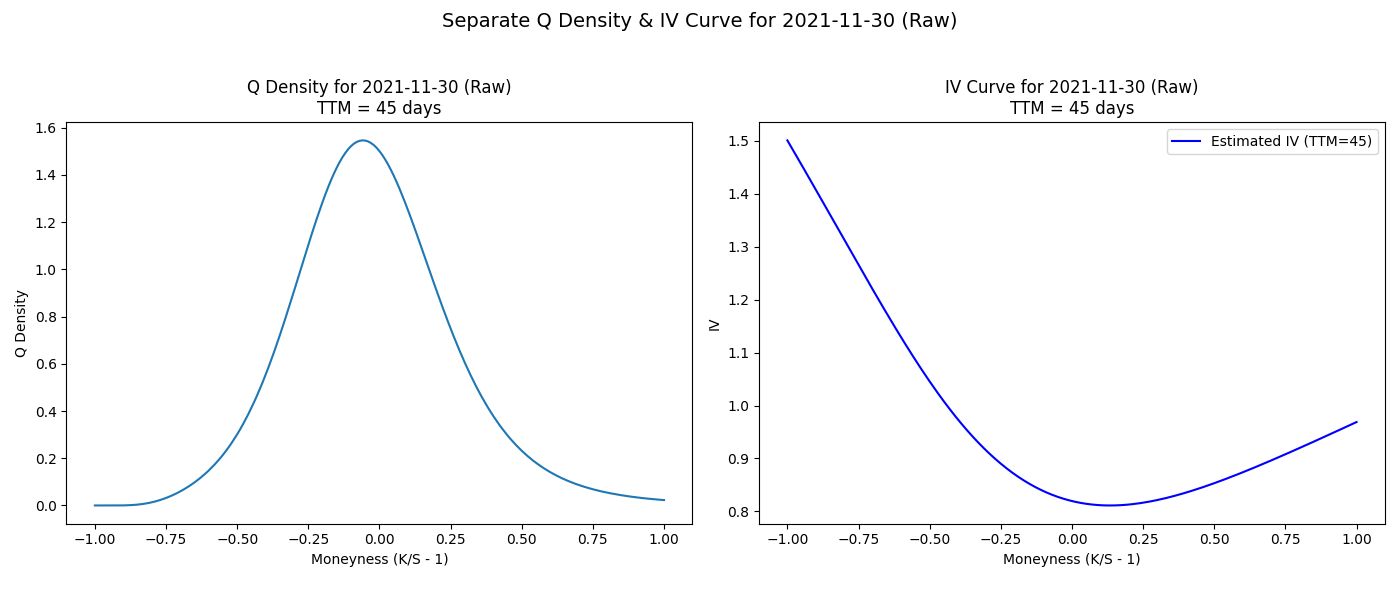 Separate Q Density & IV Curve for 2021-11-30 (Raw)
Q Density for 2021-11-30 (Raw)
TTM = 45 days
1.6
1.4
1.2
1.0
0.8
0.6
0.4
0.2
0.0
Q Density
−1.00 −0.75 −0.50 −0.25 0.00 0.25 0.50 0.75 1.00
Moneyness (K/S - 1)
IV Curve for 2021-11-30 (Raw)
TTM = 45 days
Estimated IV (TTM=45)
1.5
1.4
1.3
1.2
1.1
1.0
0.9
0.8
IV
−1.00 −0.75 −0.50 −0.25 0.00 0.25 0.50 0.75 1.00
Moneyness (K/S - 1)